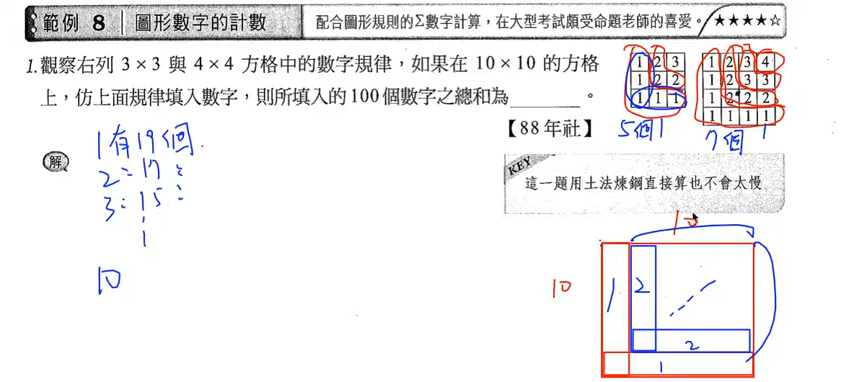 範例 8 圖形數字的計數 配合圖形規則的Σ數字計算，在大型考試頗受命題老師的喜愛。 ★★★★☆
1.觀察右列 3×3 與 4×4 方格中的數字規律，如果在 10×10 的方格
上，仿上面規律填入數字，則所填入的 100 個數字之總和為＿＿＿＿。
【88 年社】
1 2 3
1 2 2
1 1 1
5個1
1 2 3 4
1 2 3 3
1 2 2 2
1 1 1 1
7個1
解
1有19個
2：17：
3：15：
1
10
KEY
這一題用土法煉鋼直接算也不會太慢
10
10
1 2
2
1